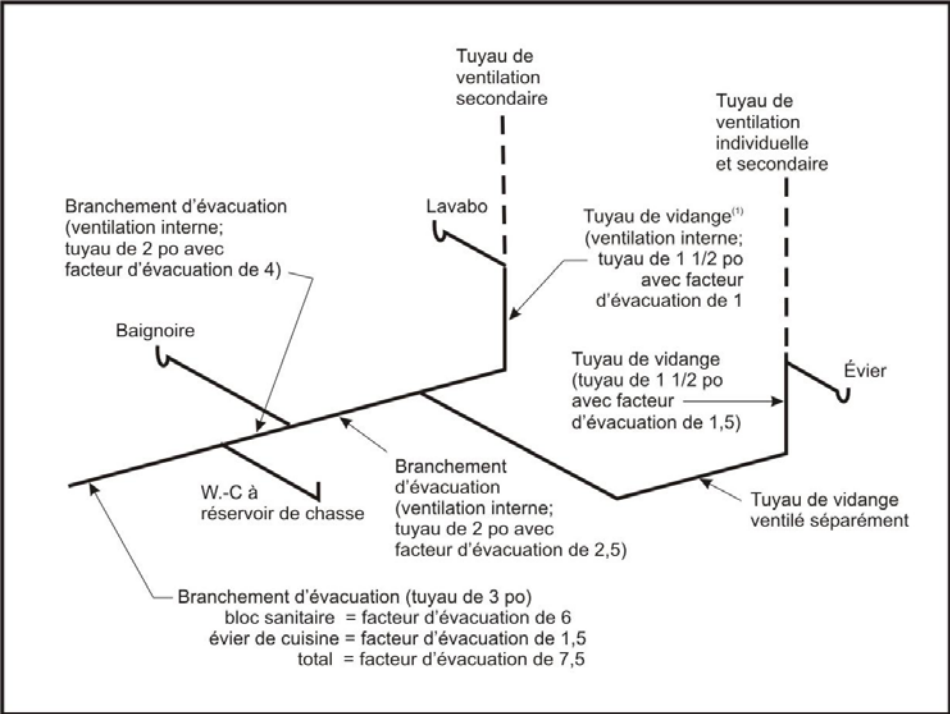 Tuyau de
ventilation
secondaire
Tuyau de
ventilation
individuelle
et secondaire
Branchement d'évacuation
(ventilation interne;
tuyau de 2 po avec
facteur d'évacuation de 4)
Lavabo
Tuyau de vidange(1)
(ventilation interne;
tuyau de 1 1/2 po
avec facteur
d'évacuation de 1
Baignoire
Tuyau de vidange
(tuyau de 1 1/2 po
avec facteur
d'évacuation de 1,5)
Évier
W.-C à
réservoir de chasse
Branchement
d'évacuation
(ventilation interne;
tuyau de 2 po avec
facteur d'évacuation de 2,5)
Tuyau de vidange
ventilé séparément
Branchement d'évacuation (tuyau de 3 po)
bloc sanitaire = facteur d'évacuation de 6
évier de cuisine = facteur d'évacuation de 1,5
total = facteur d'évacuation de 7,5